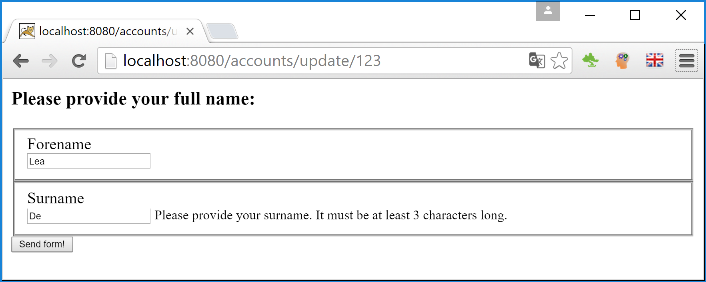 localhost:8080/accounts/u
localhost:8080/accounts/update/123
Please provide your full name:
Forename
Lea
Surname
De Please provide your surname. It must be at least 3 characters long.
Send form!